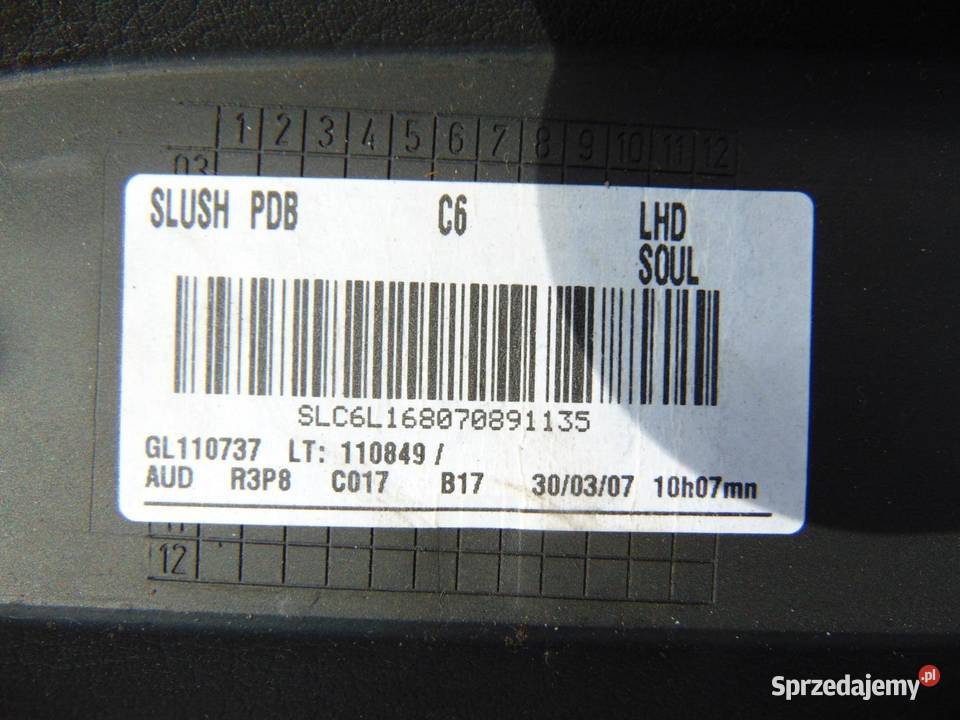 1 2 3 4 5 6 7 8 9 10 11 12
03
SLUSH PDB C6 LHD
SOUL
SLC6L168070891135
GL110737 LT: 110849 /
AUD R3P8 C017 B17 30/03/07 10h07mn
12
Sprzedajemy.pl